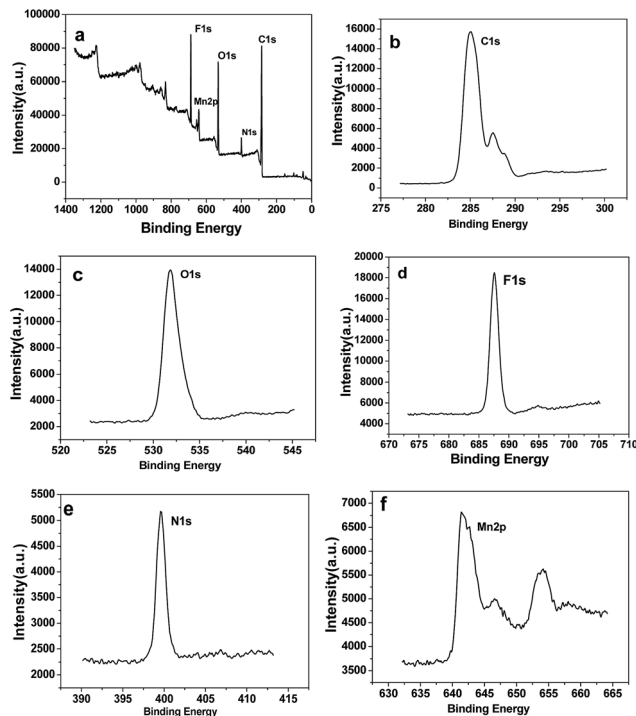 a
F1s
O1s
C1s
Mn2p
N1s
Intensity(a.u.)
100000
80000
60000
40000
20000
0
1400 1200 1000 800 600 400 200 0
Binding Energy
b
C1s
Intensity(a.u.)
16000
14000
12000
10000
8000
6000
4000
2000
0
275 280 285 290 295 300
Binding Energy
c
O1s
Intensity(a.u.)
14000
12000
10000
8000
6000
4000
2000
0
520 525 530 535 540 545
Binding Energy
d
F1s
Intensity(a.u.)
20000
18000
16000
14000
12000
10000
8000
6000
4000
670 675 680 685 690 695 700 705 710
Binding Energy
e
N1s
Intensity(a.u.)
5500
5000
4500
4000
3500
3000
2500
2000
390 395 400 405 410 415
Binding Energy
f
Mn2p
Intensity(a.u.)
7000
6500
6000
5500
5000
4500
4000
3500
630 635 640 645 650 655 660 665
Binding Energy